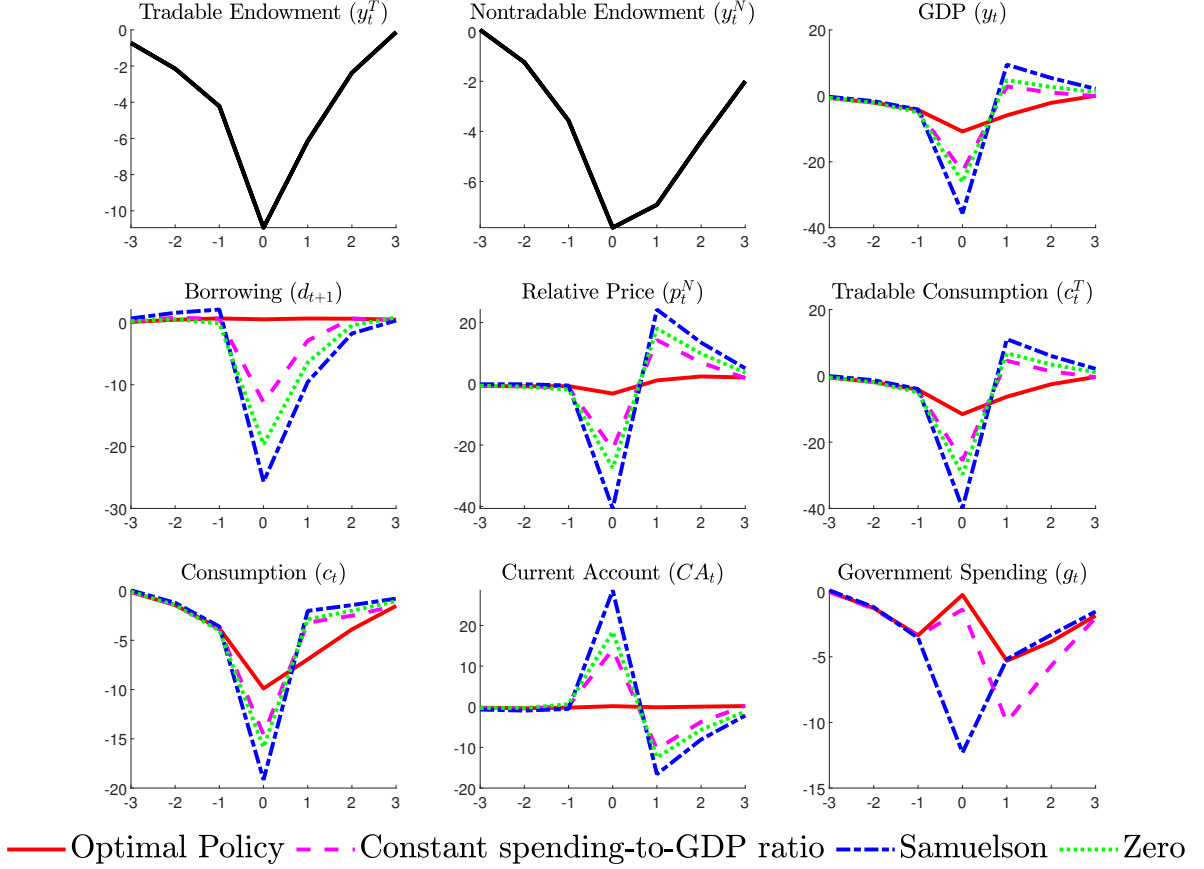 Tradable Endowment (y_t^T) Nontradable Endowment (y_t^N) GDP (y_t)
0 0 20
-2 -2 0
-4 -4 -20
-6 -6 -40
-8
-10
-3 -2 -1 0 1 2 3 -3 -2 -1 0 1 2 3 -3 -2 -1 0 1 2 3
Borrowing (d_{t+1}) Relative Price (p_t^N) Tradable Consumption (c_t^T)
0 20 20
-10 0 0
-20 -20 -20
-30 -40 -40
-3 -2 -1 0 1 2 3 -3 -2 -1 0 1 2 3 -3 -2 -1 0 1 2 3
Consumption (c_t) Current Account (CA_t) Government Spending (g_t)
0 20 0
-5 10 -5
-10 0 -10
-15 -10 -15
-20 20
-3 -2 -1 0 1 2 3 -3 -2 -1 0 1 2 3 -3 -2 -1 0 1 2 3
Optimal Policy Constant spending-to-GDP ratio Samuelson Zero